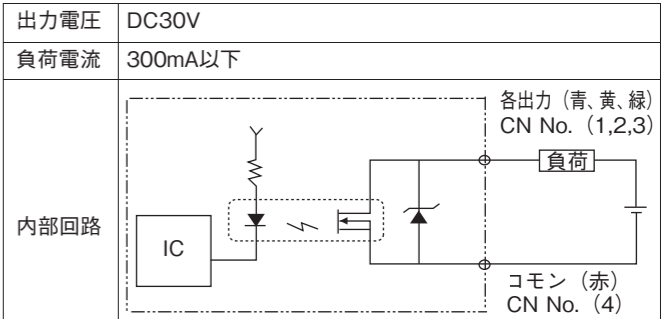 出力電圧 DC30V
負荷電流 300mA以下
内部回路
各出力（青、黄、緑）
CN No.（1,2,3）
負荷
IC
コモン（赤）
CN No.（4）